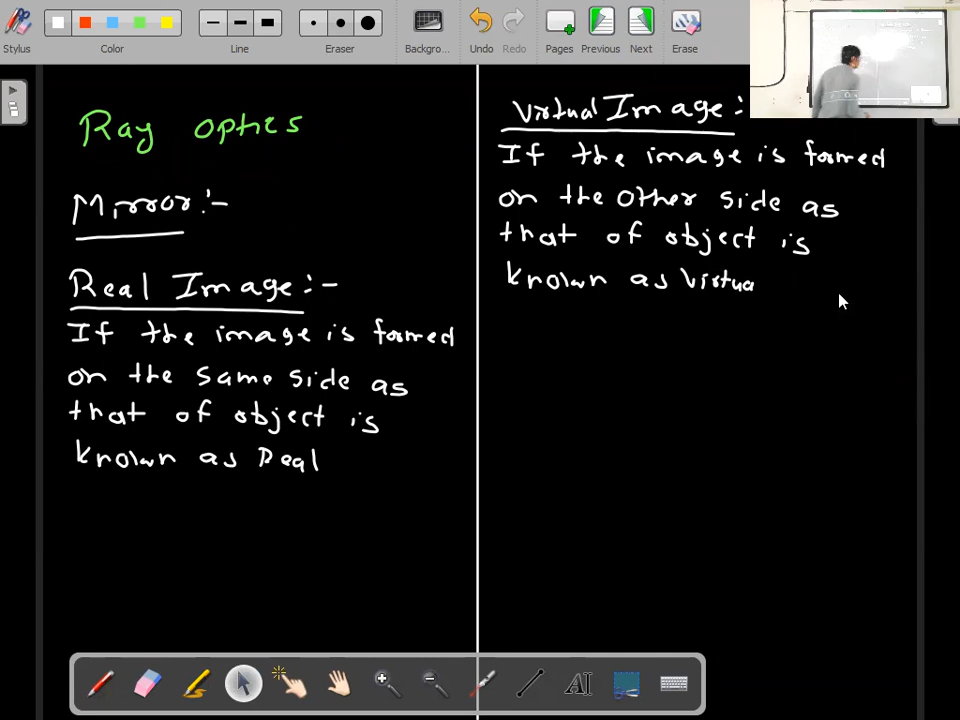 Stylus
Color
Line
Eraser
Backgro...
Undo
Redo
Pages
Previous
Next
Erase
Ray optics
Mirror :-
Real Image :-
If the image is formed
on the same side as
that of object is
known as Real
Virtual Image :-
If the image is formed
on the other side as
that of object is
known as Virtua
AI